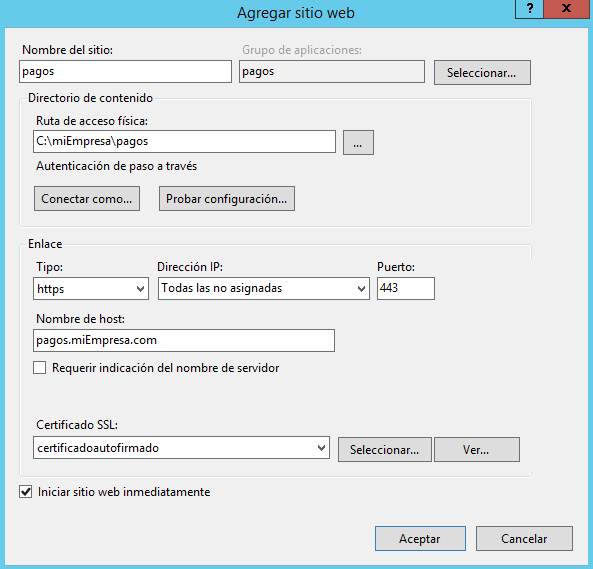 Agregar sitio web
? X
Nombre del sitio: Grupo de aplicaciones:
pagos pagos Seleccionar...
Directorio de contenido
Ruta de acceso física:
C:\miEmpresa\pagos ...
Autenticación de paso a través
Conectar como... Probar configuración...
Enlace
Tipo: Dirección IP: Puerto:
https Todas las no asignadas 443
Nombre de host:
pagos.miEmpresa.com
Requerir indicación del nombre de servidor
Certificado SSL:
certificadoautofirmado Seleccionar... Ver...
Iniciar sitio web inmediatamente
Aceptar Cancelar